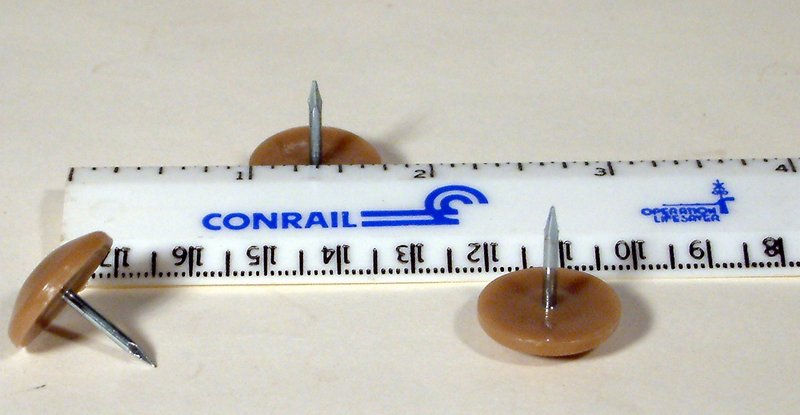 1 2 3 4
CONRAIL
OPERATION
LIFESAVER
17 16 15 14 13 12 11 10 9 8